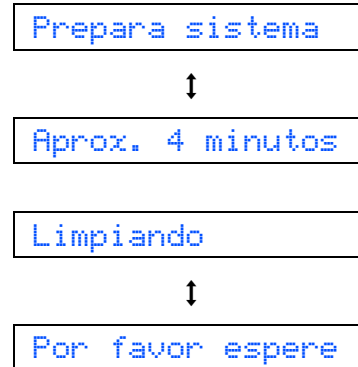 Prepara sistema
Aprox. 4 minutos
Limpiando
Por favor espere